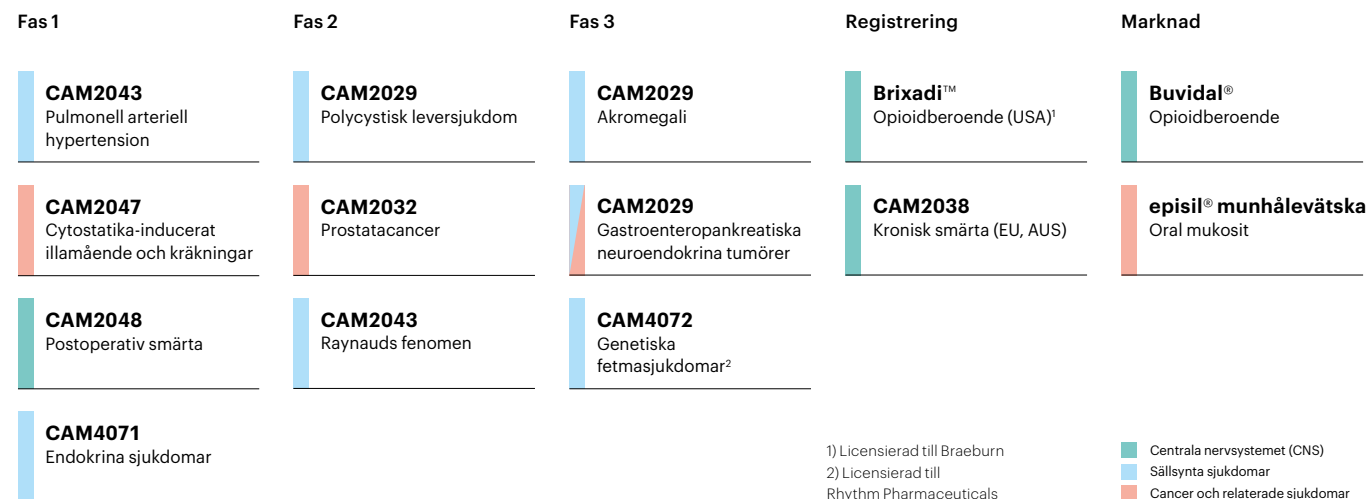 Fas 1
CAM2043
Pulmonell arteriell
hypertension
CAM2047
Cytostatika-inducerat
illamående och kräkningar
CAM2048
Postoperativ smärta
CAM4071
Endokrina sjukdomar
Fas 2
CAM2029
Polycystisk leversjukdom
CAM2032
Prostatacancer
CAM2043
Raynauds fenomen
Fas 3
CAM2029
Akromegali
CAM2029
Gastroenteropankreatiska
neuroendokrina tumörer
CAM4072
Genetiska
fetmasjukdomar²
Registrering
Brixadi™
Opioidberoende (USA)¹
CAM2038
Kronisk smärta (EU, AUS)
Marknad
Buvidal®
Opioidberoende
episil® munhålevätska
Oral mukosit
1) Licensierad till Braeburn
2) Licensierad till
Rhythm Pharmaceuticals
Centrala nervsystemet (CNS)
Sällsynta sjukdomar
Cancer och relaterade sjukdomar